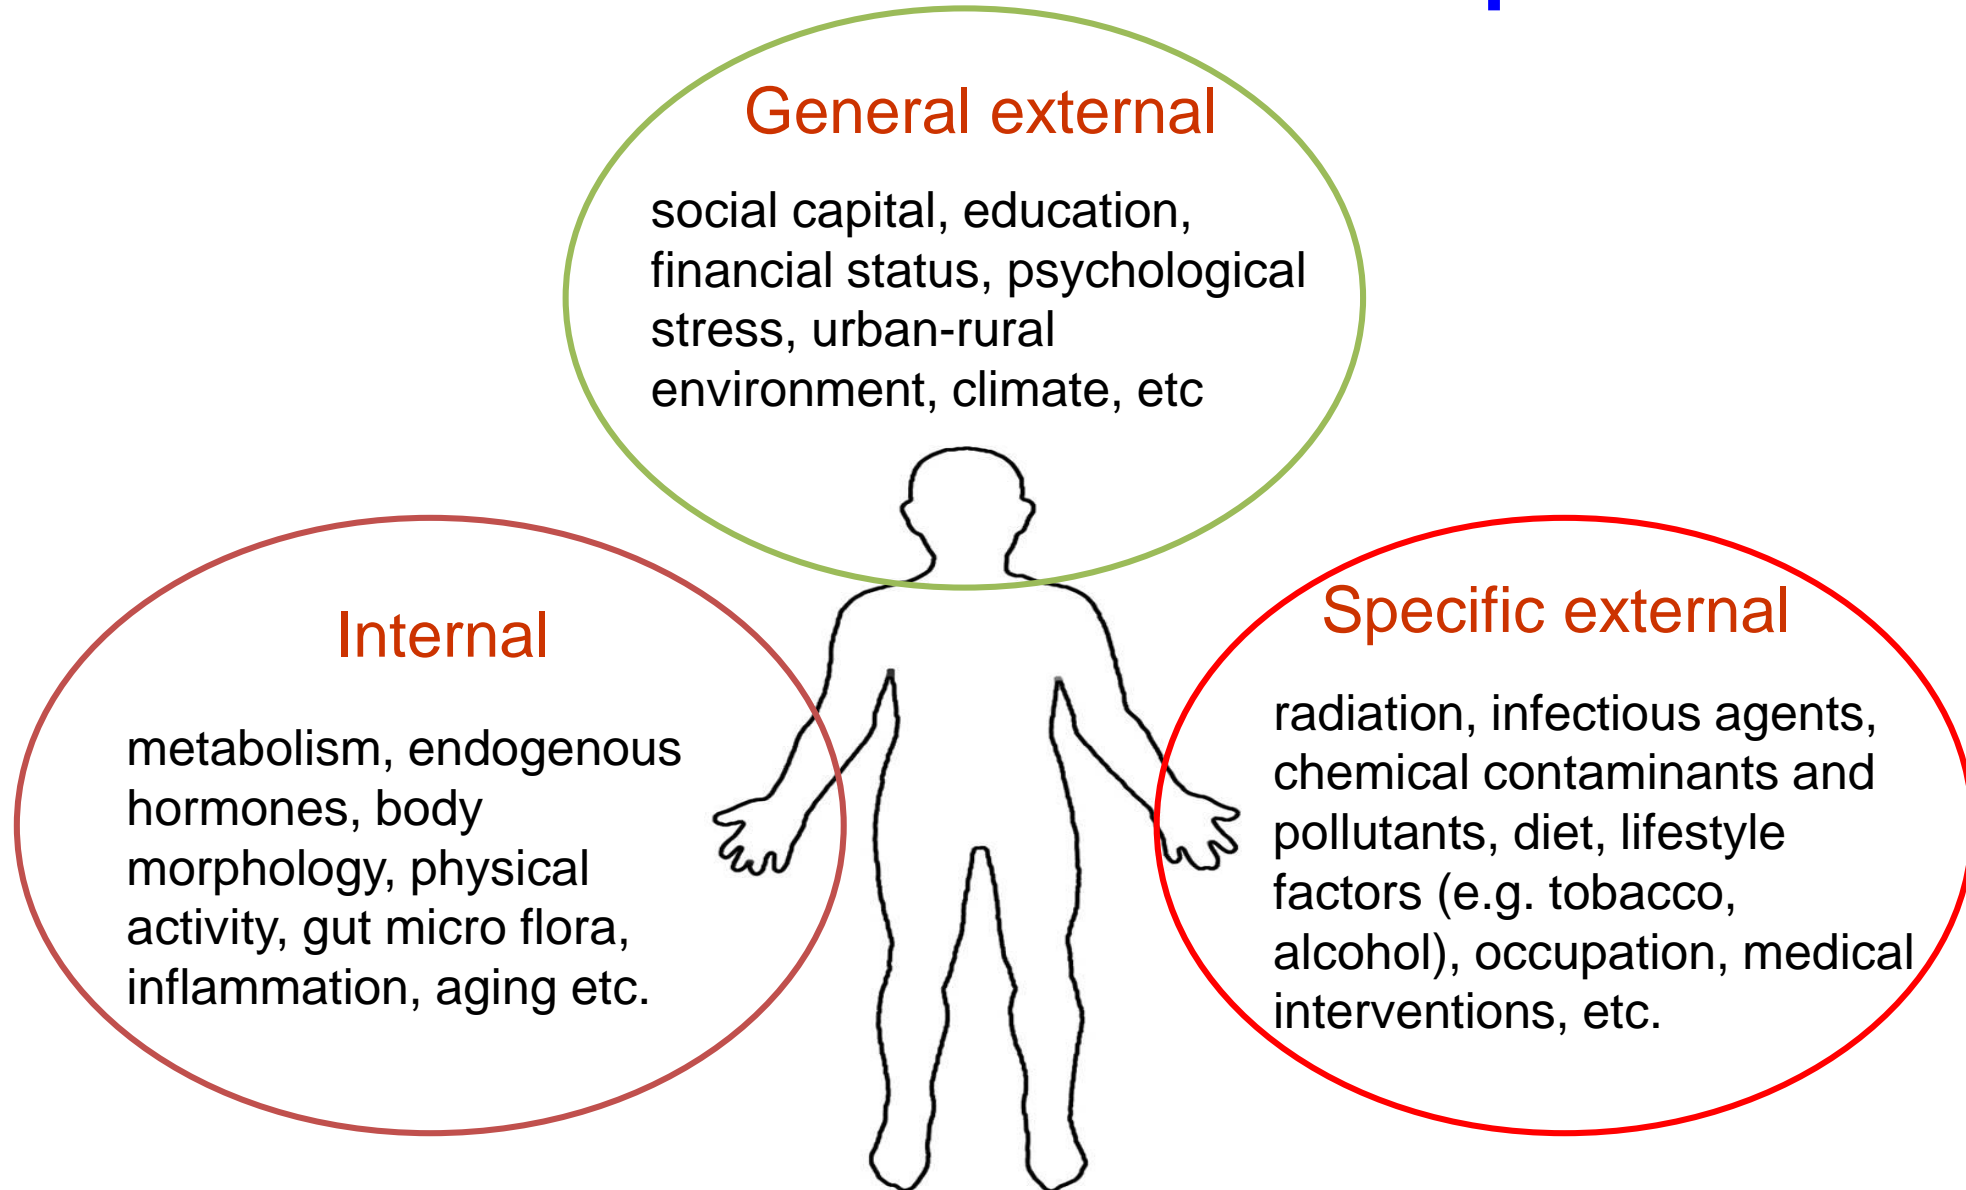 General external
social capital, education,
financial status, psychological
stress, urban-rural
environment, climate, etc
Internal
metabolism, endogenous
hormones, body
morphology, physical
activity, gut micro flora,
inflammation, aging etc.
Specific external
radiation, infectious agents,
chemical contaminants and
pollutants, diet, lifestyle
factors (e.g. tobacco,
alcohol), occupation, medical
interventions, etc.